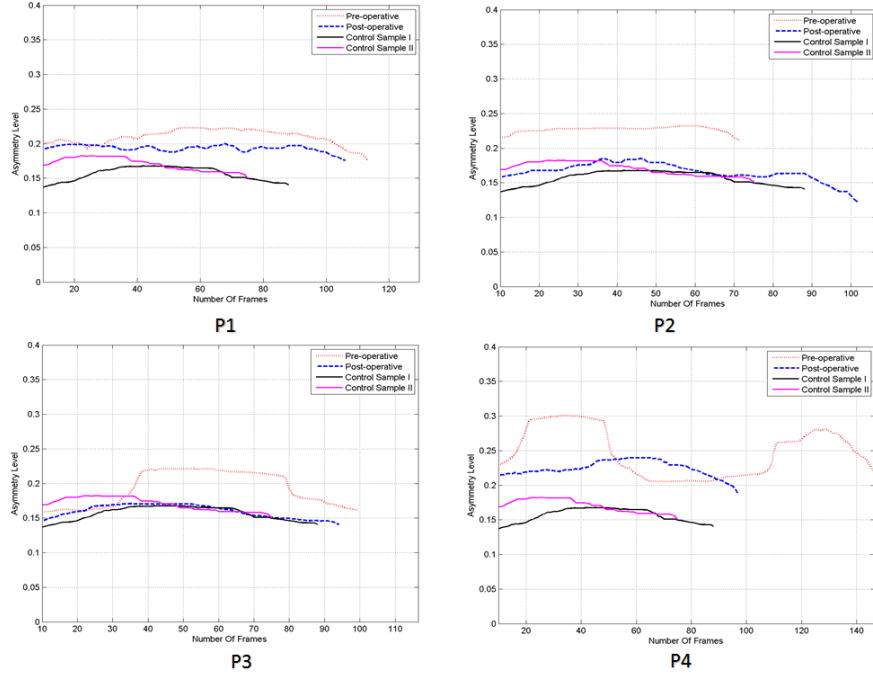 0.4
0.35
0.3
0.25
0.2
0.15
0.1
0.05
0
Asymmetry Level
20 40 60 80 100 120
Number Of Frames
Pre-operative
Post-operative
Control Sample I
Control Sample II
P1
0.4
0.35
0.3
0.25
0.2
0.15
0.1
0.05
0
Asymmetry Level
10 20 30 40 50 60 70 80 90 100
Number Of Frames
Pre-operative
Post-operative
Control Sample I
Control Sample II
P2
0.4
0.35
0.3
0.25
0.2
0.15
0.1
0.05
0
Asymmetry Level
10 20 30 40 50 60 70 80 90 100 110
Number Of Frames
Pre-operative
Post-operative
Control Sample I
Control Sample II
P3
0.4
0.35
0.3
0.25
0.2
0.15
0.1
0.05
0
Asymmetry Level
20 40 60 80 100 120 140
Number Of Frames
Pre-operative
Post-operative
Control Sample I
Control Sample II
P4